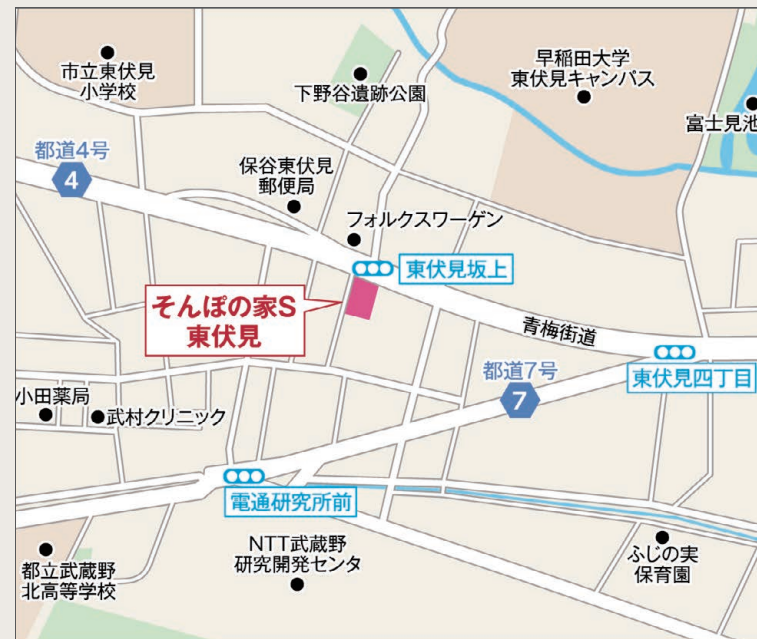 市立東伏見
小学校
下野谷遺跡公園
早稲田大学
東伏見キャンパス
富士見池
都道4号
4
保谷東伏見
郵便局
フォルクスワーゲン
東伏見坂上
そんぽの家S
東伏見
青梅街道
東伏見四丁目
都道7号
7
小田薬局
武村クリニック
電通研究所前
NTT武蔵野
研究開発センタ
ふじの実
保育園
都立武蔵野
北高等学校